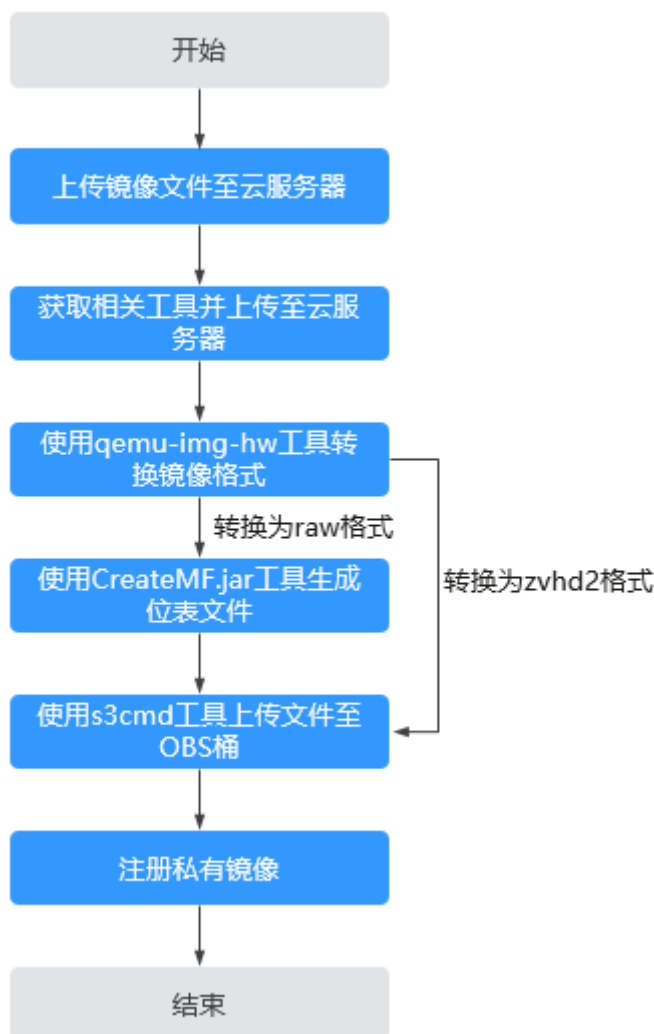 开始
上传镜像文件至云服务器
获取相关工具并上传至云服
务器
使用qemu-img-hw工具转
换镜像格式
转换为raw格式
转换为zvhd2格式
使用CreateMF.jar工具生成
位表文件
使用s3cmd工具上传文件至
OBS桶
注册私有镜像
结束